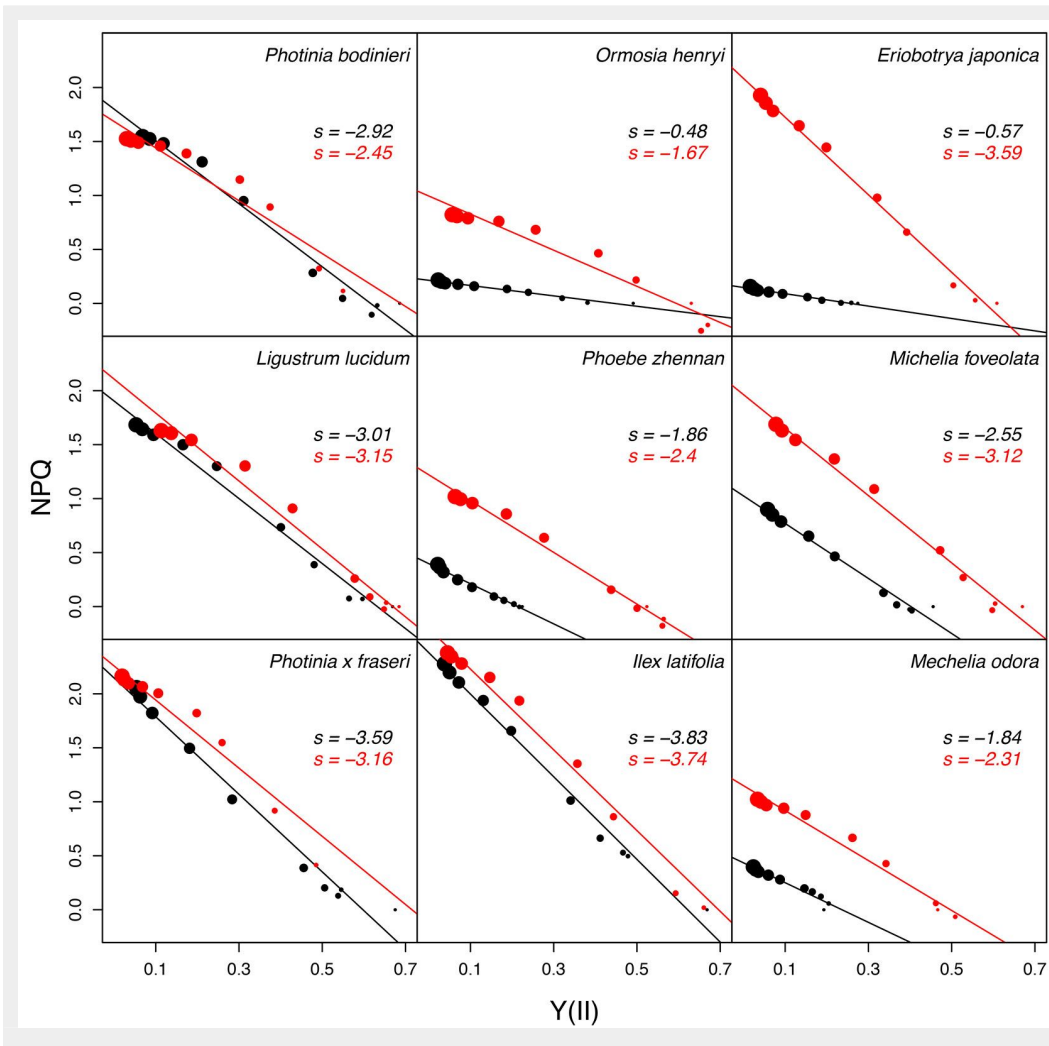 Photinia bodinieri
s = −2.92
s = −2.45
Ormosia henryi
s = −0.48
s = −1.67
Eriobotrya japonica
s = −0.57
s = −3.59
2.0
1.5
1.0
0.5
0.0
Ligustrum lucidum
s = −3.01
s = −3.15
Phoebe zhennan
s = −1.86
s = −2.4
Michelia foveolata
s = −2.55
s = −3.12
2.0
1.5
1.0
0.5
0.0
NPQ
Photinia x fraseri
s = −3.59
s = −3.16
Ilex latifolia
s = −3.83
s = −3.74
Mechelia odora
s = −1.84
s = −2.31
2.0
1.5
1.0
0.5
0.0
0.1 0.3 0.5 0.7 0.1 0.3 0.5 0.7 0.1 0.3 0.5 0.7
Y(II)